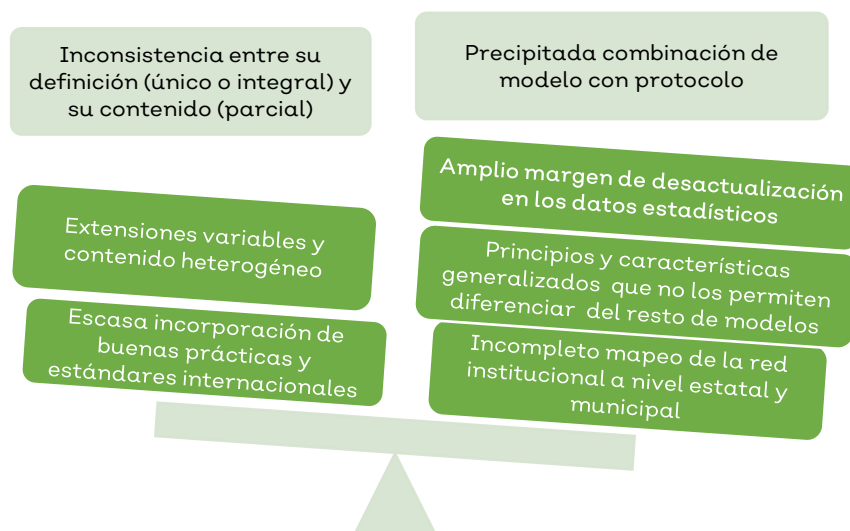 Inconsistencia entre su
definición (único o integral) y
su contenido (parcial)
Precipitada combinación de
modelo con protocolo
Extensiones variables y
contenido heterogéneo
Escasa incorporación de
buenas prácticas y
estándares internacionales
Amplio margen de desactualización
en los datos estadísticos
Principios y características
generalizados que no los permiten
diferenciar del resto de modelos
Incompleto mapeo de la red
institucional a nivel estatal y
municipal